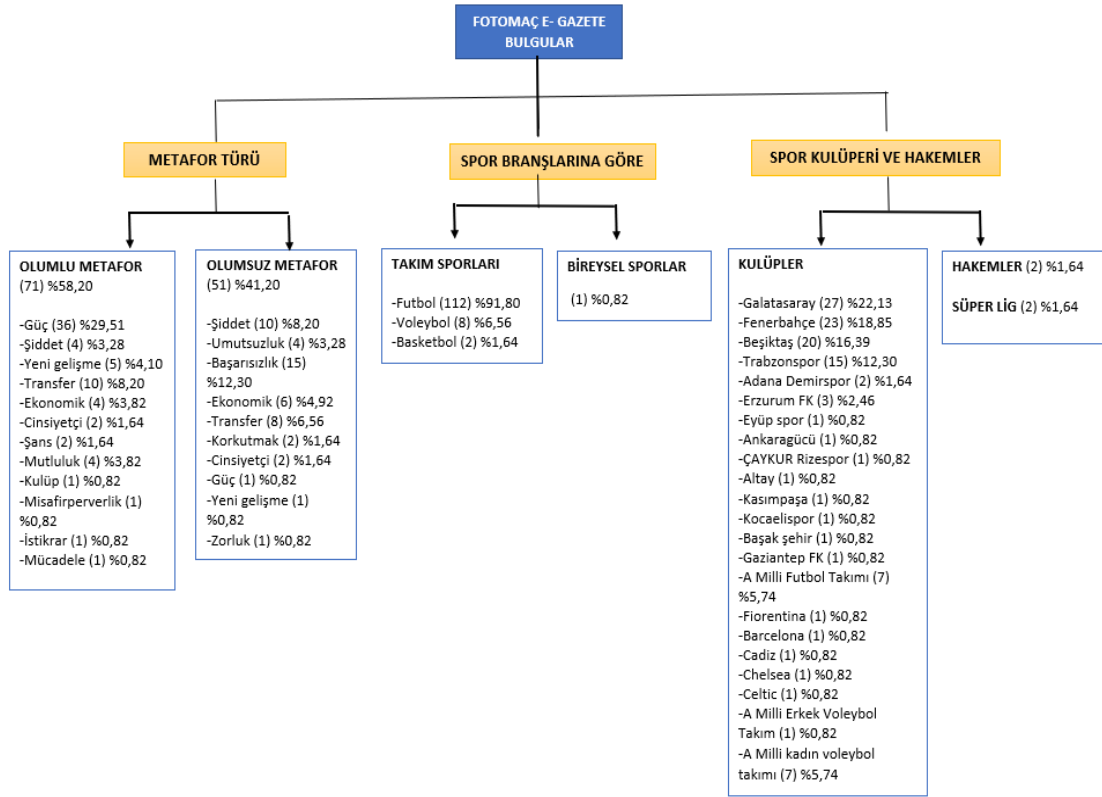 FOTOMAÇ E- GAZETE
BULGULAR
METAFOR TÜRÜ
SPOR BRANŞLARINA GÖRE
SPOR KULÜPERİ VE HAKEMLER
OLUMLU METAFOR
(71) %58,20
-Güç (36) %29,51
-Şiddet (4) %3,28
-Yeni gelişme (5) %4,10
-Transfer (10) %8,20
-Ekonomik (4) %3,82
-Cinsiyetçi (2) %1,64
-Şans (2) %1,64
-Mutluluk (4) %3,82
-Kulüp (1) %0,82
-Misafirperverlik (1)
%0,82
-İstikrar (1) %0,82
-Mücadele (1) %0,82
OLUMSUZ METAFOR
(51) %41,20
-Şiddet (10) %8,20
-Umutsuzluk (4) %3,28
-Başarısızlık (15)
%12,30
-Ekonomik (6) %4,92
-Transfer (8) %6,56
-Korkutmak (2) %1,64
-Cinsiyetçi (2) %1,64
-Güç (1) %0,82
-Yeni gelişme (1)
%0,82
-Zorluk (1) %0,82
TAKIM SPORLARI
-Futbol (112) %91,80
-Voleybol (8) %6,56
-Basketbol (2) %1,64
BİREYSEL SPORLAR
(1) %0,82
KULÜPLER
-Galatasaray (27) %22,13
-Fenerbahçe (23) %18,85
-Beşiktaş (20) %16,39
-Trabzonspor (15) %12,30
-Adana Demirspor (2) %1,64
-Erzurum FK (3) %2,46
-Eyüp spor (1) %0,82
-Ankaragücü (1) %0,82
-ÇAYKUR Rizespor (1) %0,82
-Altay (1) %0,82
-Kasımpaşa (1) %0,82
-Kocaelispor (1) %0,82
-Başak şehir (1) %0,82
-Gaziantep FK (1) %0,82
-A Milli Futbol Takımı (7)
%5,74
-Fiorentina (1) %0,82
-Barcelona (1) %0,82
-Cadiz (1) %0,82
-Chelsea (1) %0,82
-Celtic (1) %0,82
-A Milli Erkek Voleybol
Takım (1) %0,82
-A Milli kadın voleybol
takımı (7) %5,74
HAKEMLER (2) %1,64
SÜPER LİG (2) %1,64